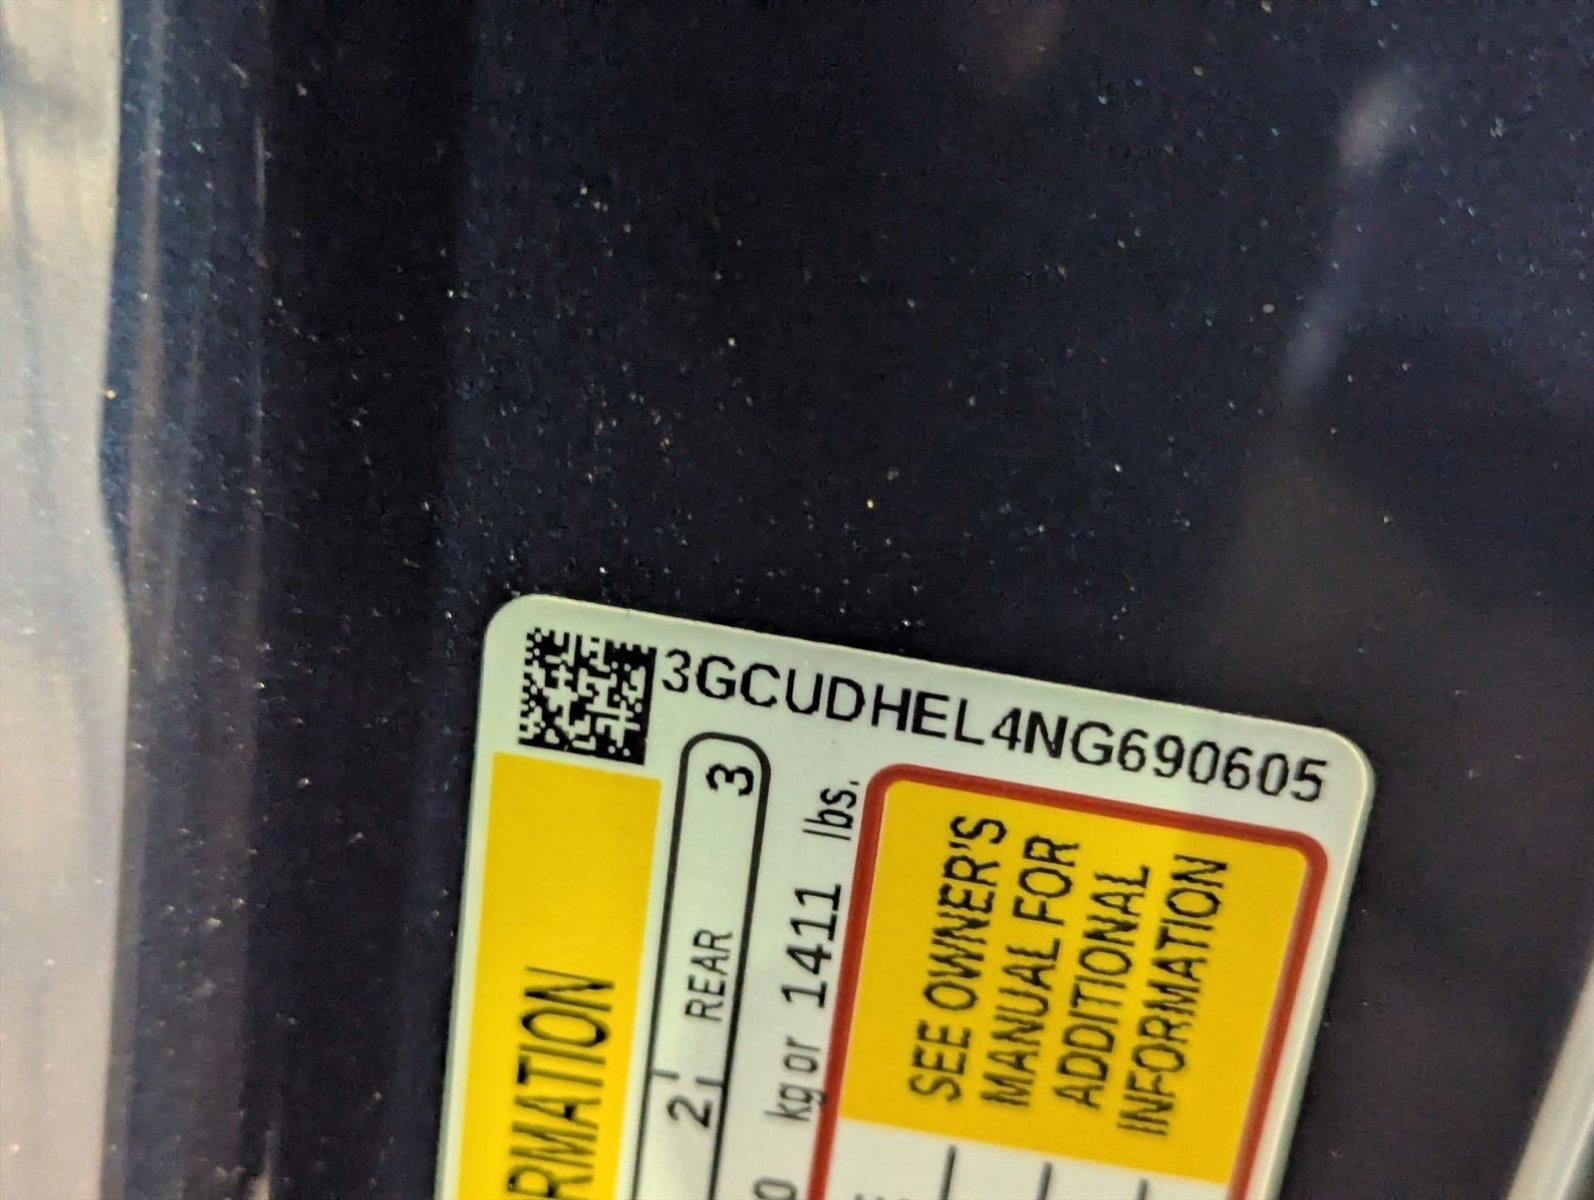 3GCUDHEL4NG690605
RMATION
2 REAR 3
kg or 1411 lbs.
SEE OWNER'S
MANUAL FOR
ADDITIONAL
INFORMATION